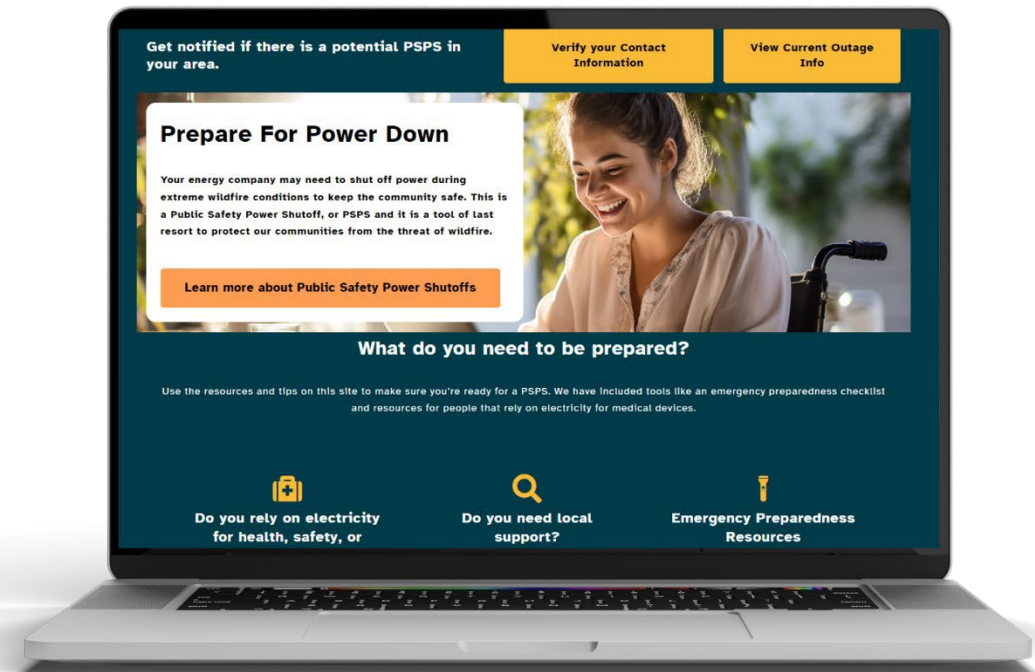 Get notified if there is a potential PSPS in
your area.
Verify your Contact
Information
View Current Outage
Info
Prepare For Power Down
Your energy company may need to shut off power during
extreme wildfire conditions to keep the community safe. This is
a Public Safety Power Shutoff, or PSPS and it is a tool of last
resort to protect our communities from the threat of wildfire.
Learn more about Public Safety Power Shutoffs
What do you need to be prepared?
Use the resources and tips on this site to make sure you're ready for a PSPS. We have included tools like an emergency preparedness checklist
and resources for people that rely on electricity for medical devices.
Do you rely on electricity
for health, safety, or
Do you need local
support?
Emergency Preparedness
Resources